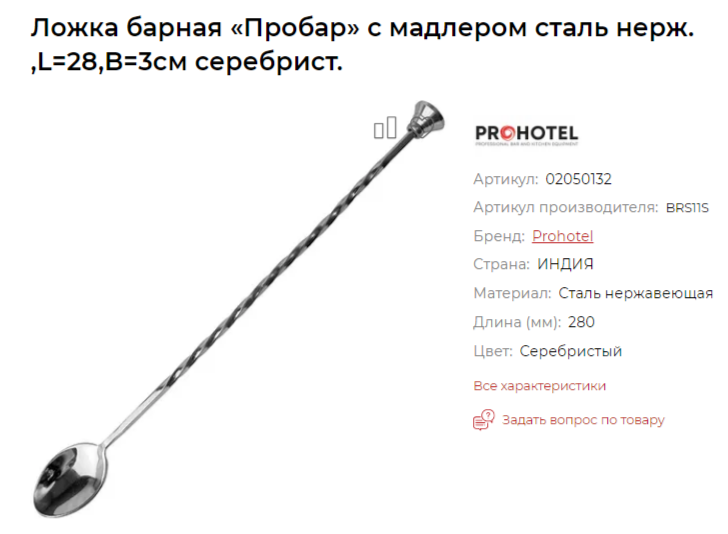 Ложка барная «Пробар» с мадлером сталь нерж.
,L=28,B=3см серебрист.
PROHOTEL
PROFESSIONAL BAR AND KITCHEN EQUIPMENT
Артикул: 02050132
Артикул производителя: BRS11S
Бренд: Prohotel
Страна: ИНДИЯ
Материал: Сталь нержавеющая
Длина (мм): 280
Цвет: Серебристый
Все характеристики
Задать вопрос по товару